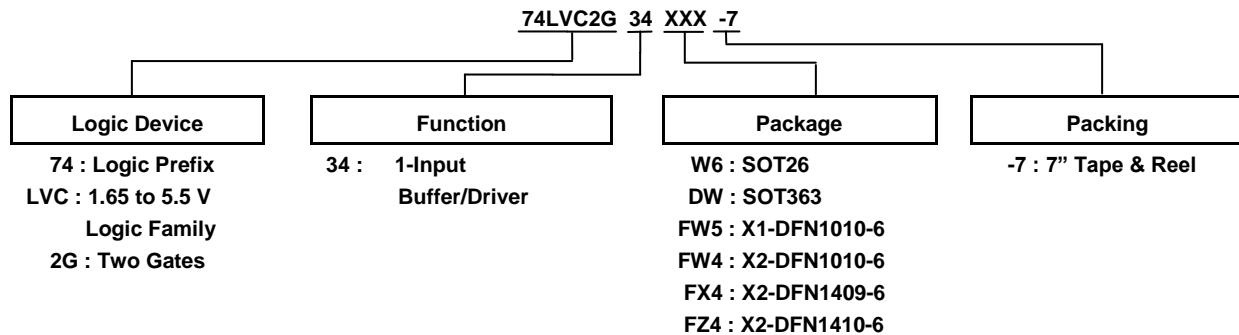 74LVC2G 34 XXX -7
Logic Device
74 : Logic Prefix
LVC : 1.65 to 5.5 V
Logic Family
2G : Two Gates
Function
34 : 1-Input
Buffer/Driver
Package
W6 : SOT26
DW : SOT363
FW5 : X1-DFN1010-6
FW4 : X2-DFN1010-6
FX4 : X2-DFN1409-6
FZ4 : X2-DFN1410-6
Packing
-7 : 7” Tape & Reel